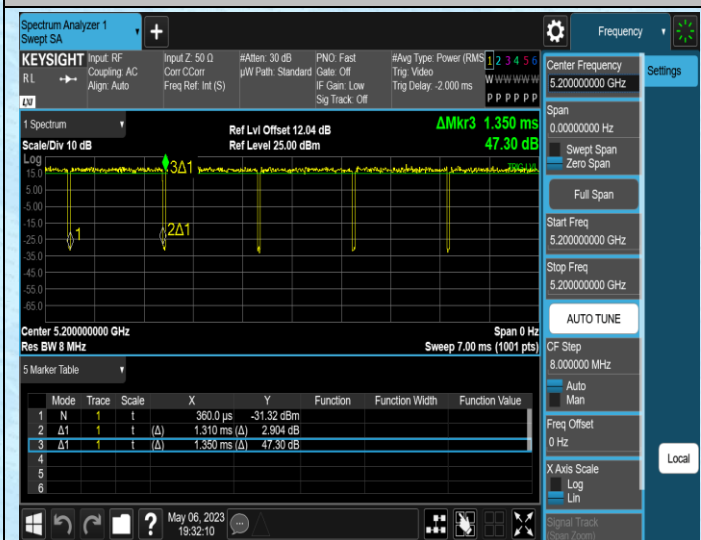 Spectrum Analyzer 1
Swept SA
+
Frequency
KEYSIGHT
RL
LXI
Input: RF
Coupling: AC
Align: Auto
Input Z: 50 Ω
Corr CCorr
Freq Ref: Int (S)
#Atten: 30 dB
µW Path: Standard
PNO: Fast
Gate: Off
IF Gain: Low
Sig Track: Off
#Avg Type: Power (RMS
Trig: Video
Trig Delay: -2.000 ms
1 2 3 4 5 6
W W W W W W
P P P P P P
1 Spectrum
Scale/Div 10 dB
Ref Lvl Offset 12.04 dB
Ref Level 25.00 dBm
ΔMkr3 1.350 ms
47.30 dB
Log
15.0
5.00
-5.00
-15.0
-25.0
-35.0
-45.0
-55.0
-65.0
3Δ1
TRIG LVL
1
2Δ1
Center 5.200000000 GHz
Res BW 8 MHz
Span 0 Hz
Sweep 7.00 ms (1001 pts)
5 Marker Table
Mode Trace Scale X Y Function Function Width Function Value
1 N 1 t 360.0 µs -31.32 dBm
2 Δ1 1 t (Δ) 1.310 ms (Δ) 2.904 dB
3 Δ1 1 t (Δ) 1.350 ms (Δ) 47.30 dB
4
5
6
May 06, 2023
19:32:10
?
Center Frequency
5.200000000 GHz
Span
0.00000000 Hz
Swept Span
Zero Span
Full Span
Start Freq
5.200000000 GHz
Stop Freq
5.200000000 GHz
AUTO TUNE
CF Step
8.000000 MHz
Auto
Man
Freq Offset
0 Hz
X Axis Scale
Log
Lin
Signal Track
(Span Zoom)
Settings
Local